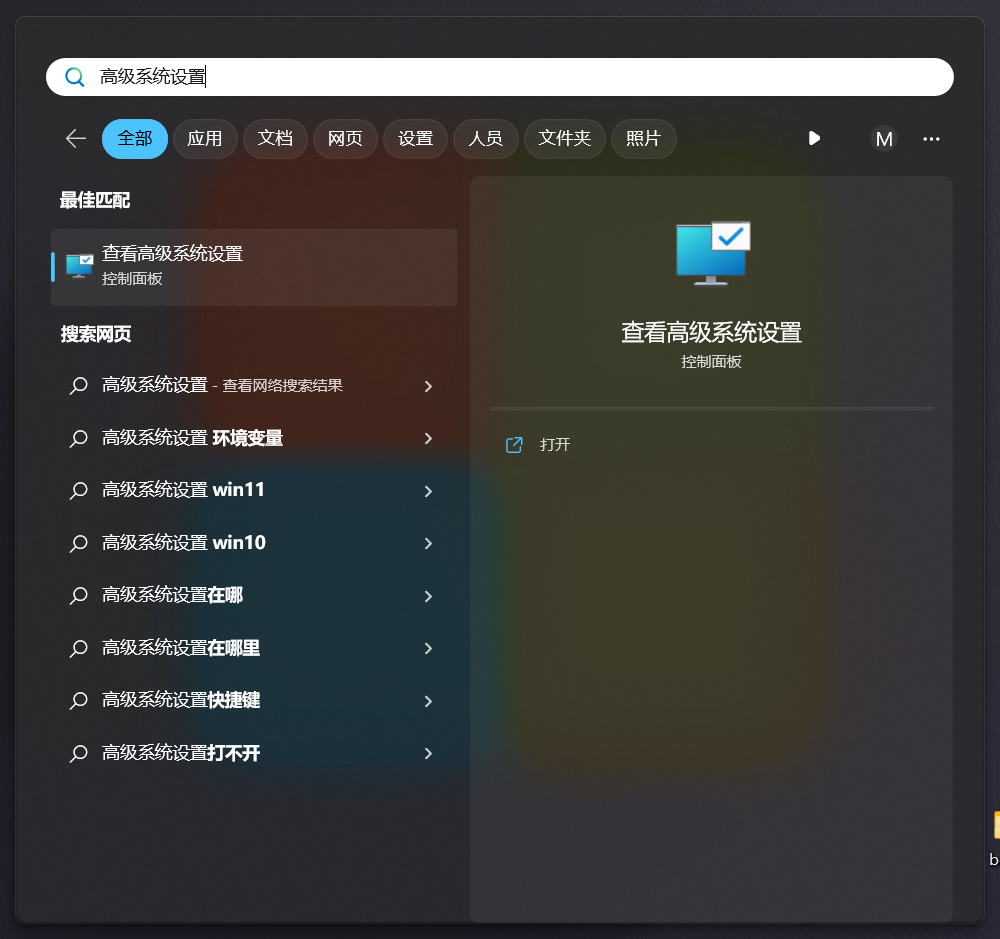 高级系统设置
全部 应用 文档 网页 设置 人员 文件夹 照片 M
最佳匹配
查看高级系统设置
控制面板
搜索网页
高级系统设置 - 查看网络搜索结果
高级系统设置 环境变量
高级系统设置 win11
高级系统设置 win10
高级系统设置在哪
高级系统设置在哪里
高级系统设置快捷键
高级系统设置打不开
查看高级系统设置
控制面板
打开
b